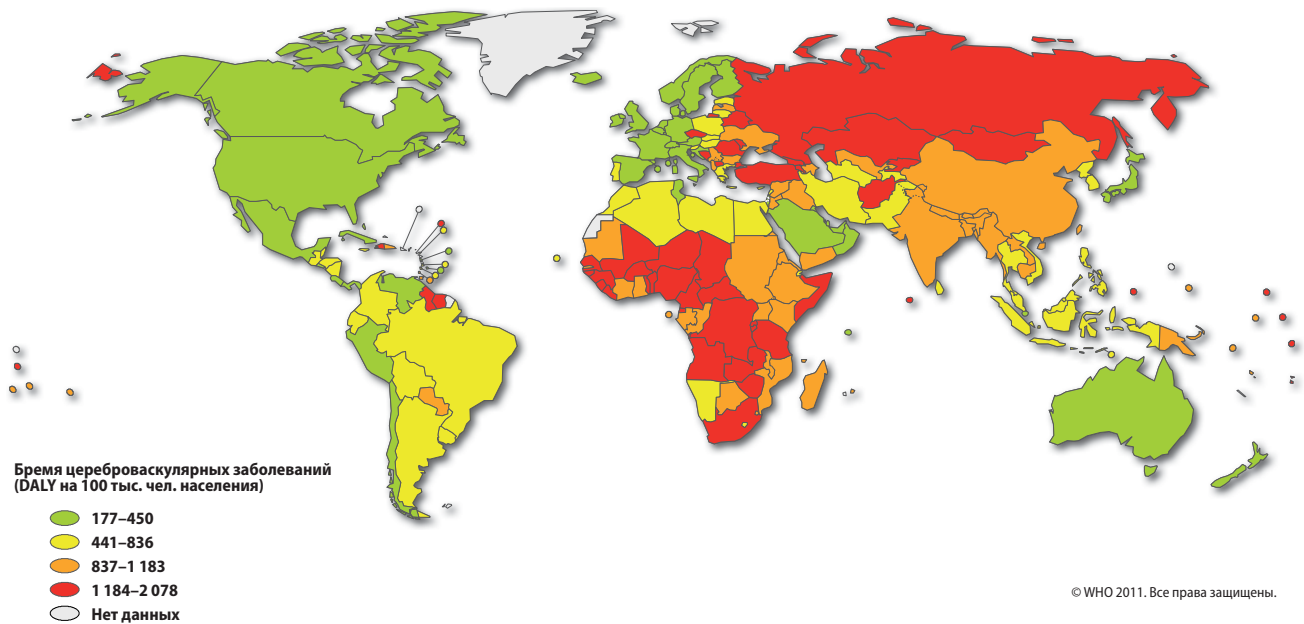 Бремя цереброваскулярных заболеваний
(DALY на 100 тыс. чел. населения)
177–450
441–836
837–1 183
1 184–2 078
Нет данных
© WHO 2011. Все права защищены.